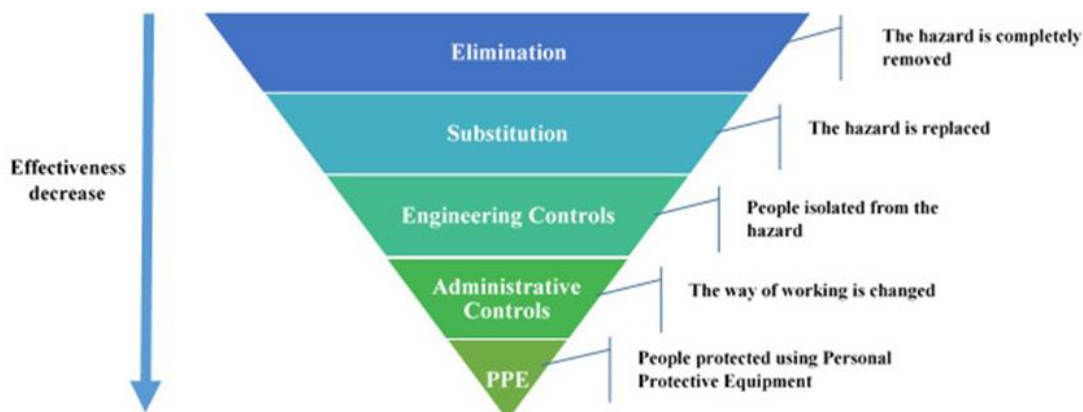 Elimination
The hazard is completely
removed
Substitution
The hazard is replaced
Effectiveness
decrease
Engineering Controls
People isolated from the
hazard
Administrative
Controls
The way of working is changed
PPE
People protected using Personal
Protective Equipment